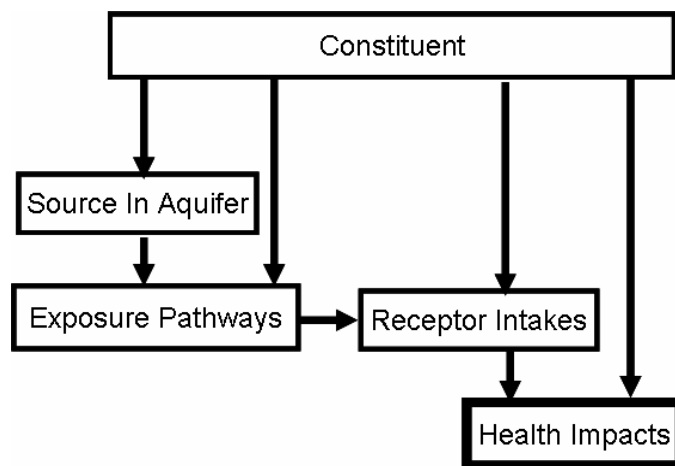 Constituent
Source In Aquifer
Exposure Pathways
Receptor Intakes
Health Impacts